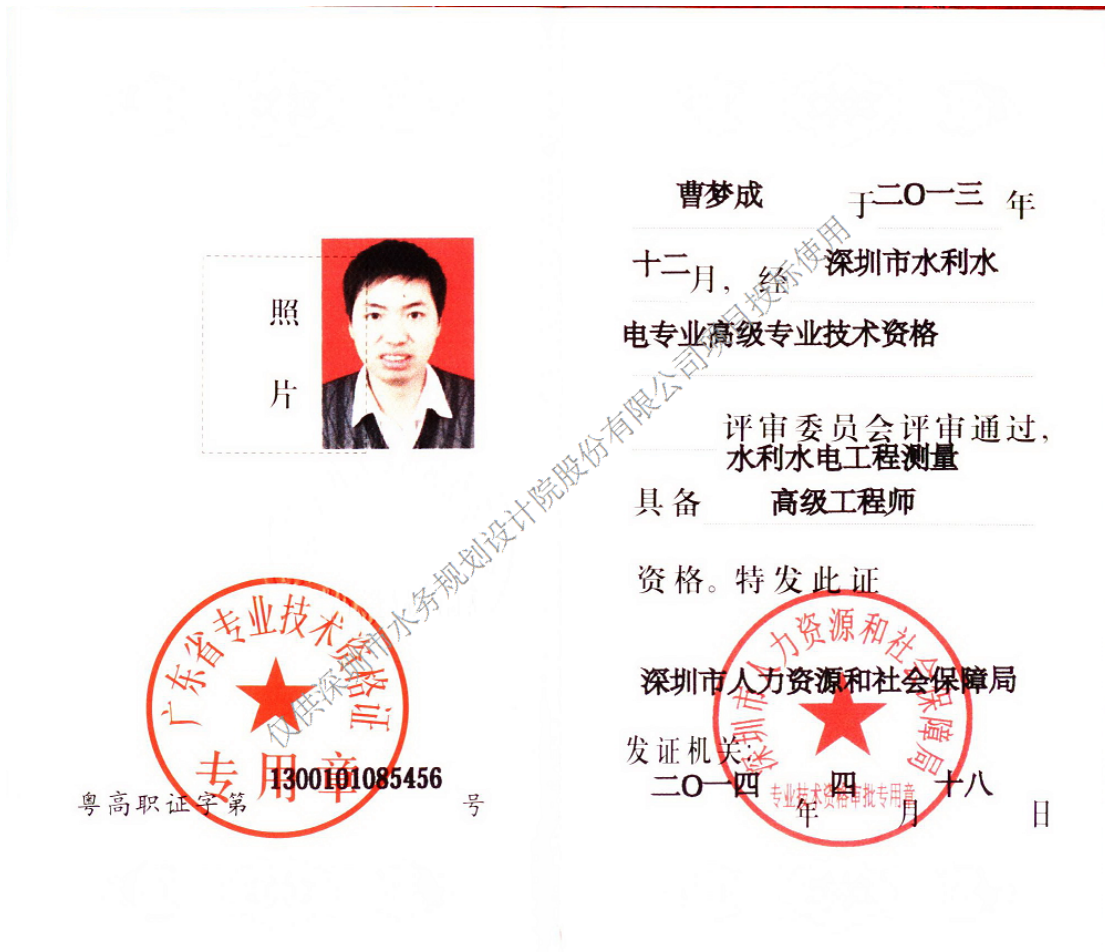 照
片
广东省专业技术资格证
专用章
粤高职证字第 1300101085456 号
曹梦成 于二〇一三 年
十二月，经 深圳市水利水
电专业高级专业技术资格
评审委员会评审通过，
水利水电工程测量
具备 高级工程师
资格。特发此证
深圳市人力资源和社会保障局
深圳市人力资源和社会保障局
发证机关：
二〇一四年 四月 十八日
专业技术资格审批专用章
仅供深圳市水务规划设计院股份有限公司项目投标使用